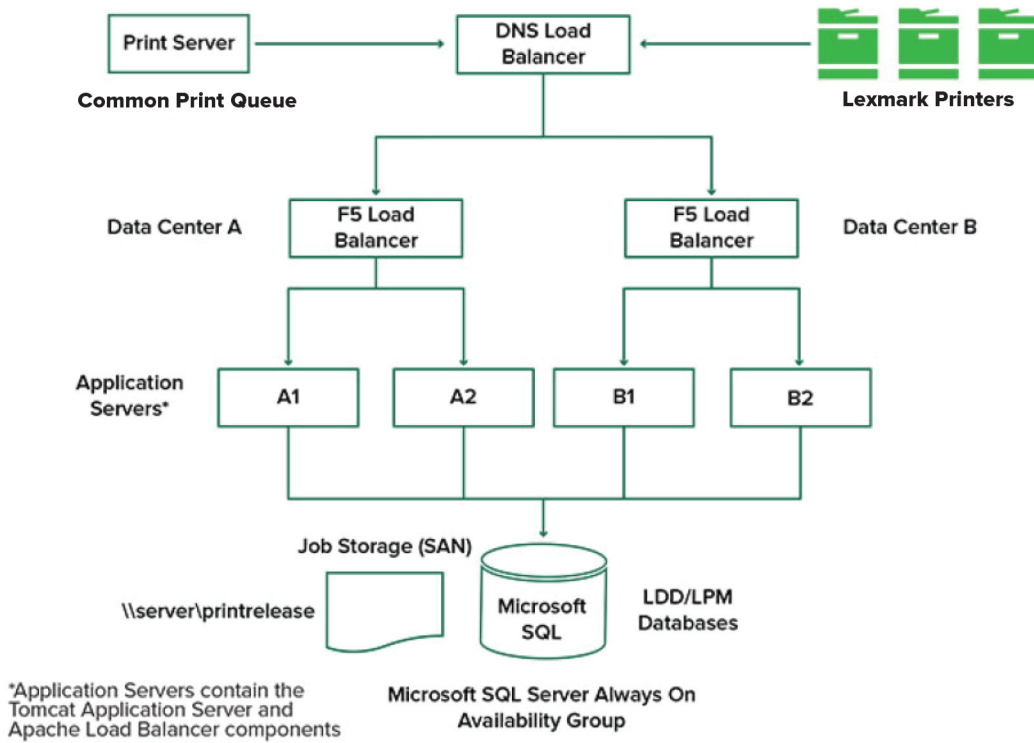 Print Server
DNS Load
Balancer
Common Print Queue
Lexmark Printers
Data Center A
F5 Load
Balancer
F5 Load
Balancer
Data Center B
Application
Servers*
A1
A2
B1
B2
Job Storage (SAN)
\\server\printrelease
Microsoft
SQL
LDD/LPM
Databases
*Application Servers contain the
Tomcat Application Server and
Apache Load Balancer components
Microsoft SQL Server Always On
Availability Group